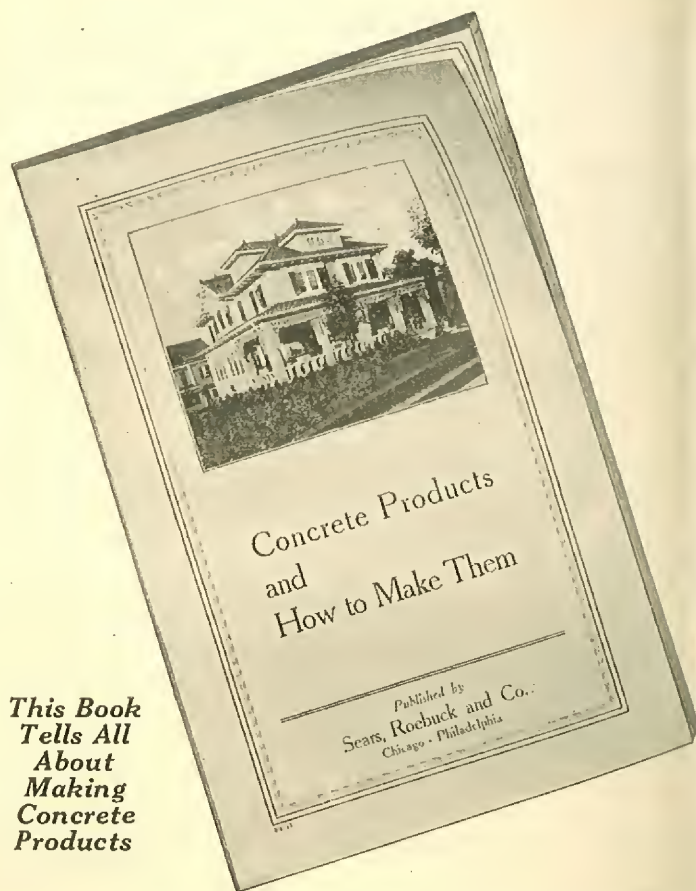 Concrete Products
and
How to Make Them
Published by
Sears, Roebuck and Co.
Chicago - Philadelphia
This Book
Tells All
About
Making
Concrete
Products